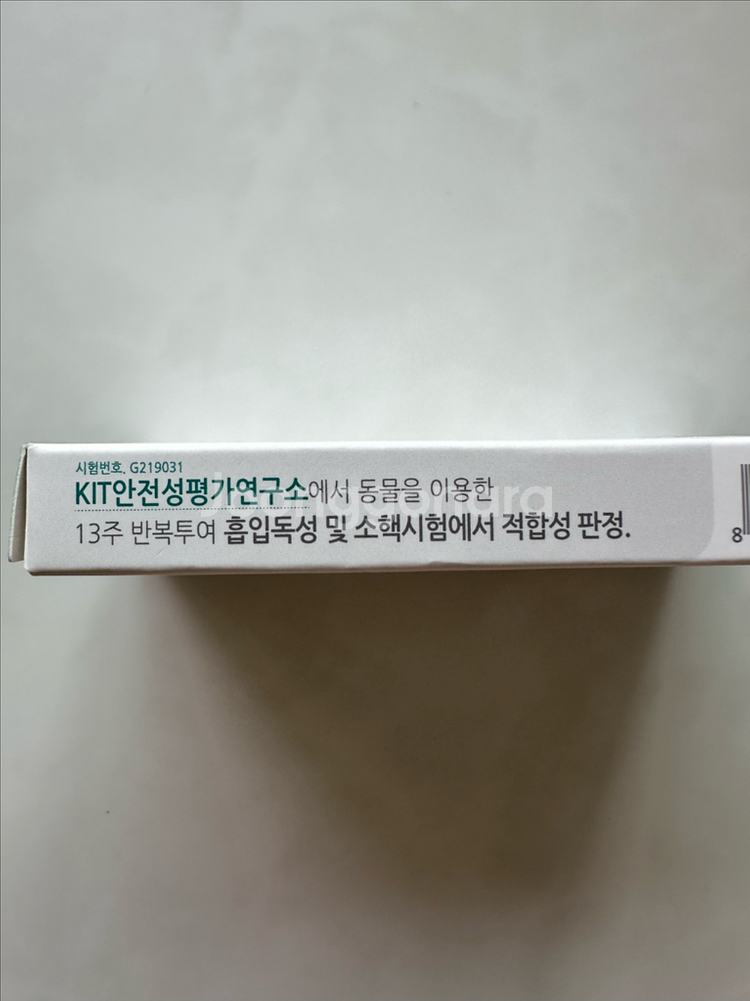 시험번호. G219031
KIT안전성평가연구소에서 동물을 이용한
13주 반복투여 흡입독성 및 소핵시험에서 적합성 판정.
8
Joonggonara